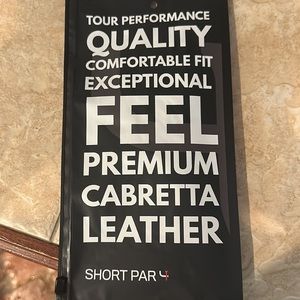 TOUR PERFORMANCE
QUALITY
COMFORTABLE FIT
EXCEPTIONAL
FEEL
PREMIUM
CABRETTA
LEATHER
SHORT PAR 4